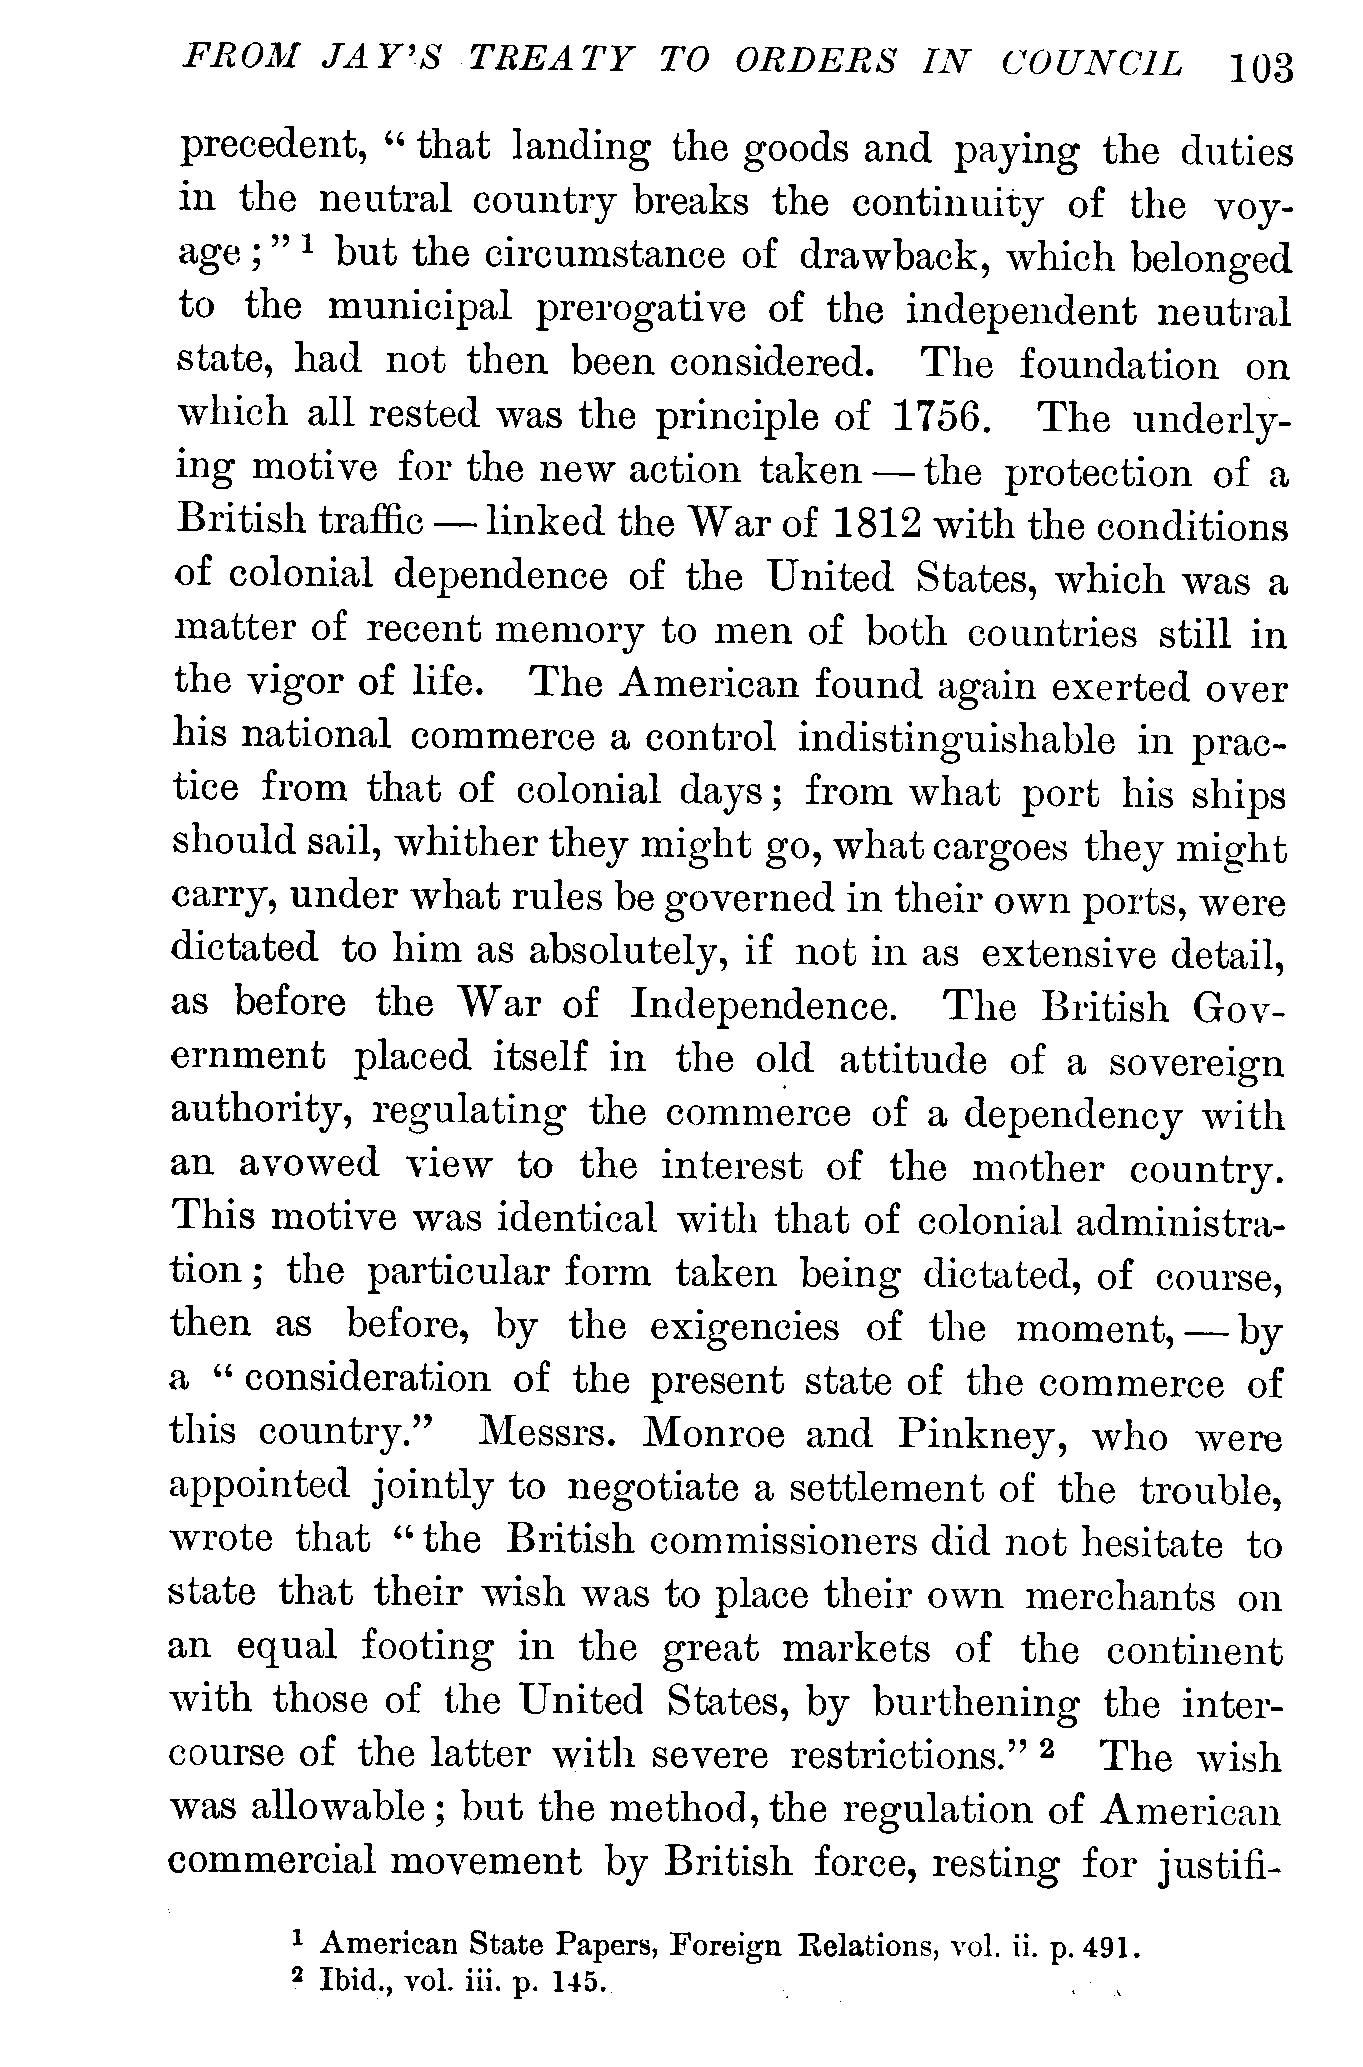 FROM JAY'S TREATY TO ORDERS IN COUNCIL 103
precedent, “ that landing the goods and paying the duties
in the neutral country breaks the continuity of the voy-
age ; ” 1 but the circumstance of drawback, which belonged
to the municipal prerogative of the independent neutral
state, had not then been considered. The foundation on
which all rested was the principle of 1756. The underly-
ing motive for the new action taken — the protection of a
British traffic — linked the War of 1812 with the conditions
of colonial dependence of the United States, which was a
matter of recent memory to men of both countries still in
the vigor of life. The American found again exerted over
his national commerce a control indistinguishable in prac-
tice from that of colonial days ; from what port his ships
should sail, whither they might go, what cargoes they might
carry, under what rules be governed in their own ports, were
dictated to him as absolutely, if not in as extensive detail,
as before the War of Independence. The British Gov-
ernment placed itself in the old attitude of a sovereign
authority, regulating the commerce of a dependency with
an avowed view to the interest of the mother country.
This motive was identical with that of colonial administra-
tion ; the particular form taken being dictated, of course,
then as before, by the exigencies of the moment, — by
a “ consideration of the present state of the commerce of
this country.” Messrs. Monroe and Pinkney, who were
appointed jointly to negotiate a settlement of the trouble,
wrote that “ the British commissioners did not hesitate to
state that their wish was to place their own merchants on
an equal footing in the great markets of the continent
with those of the United States, by burthening the inter-
course of the latter with severe restrictions.” 2 The wish
was allowable ; but the method, the regulation of American
commercial movement by British force, resting for justifi-
1 American State Papers, Foreign Relations, vol. ii. p. 491.
2 Ibid., vol. iii. p. 145.